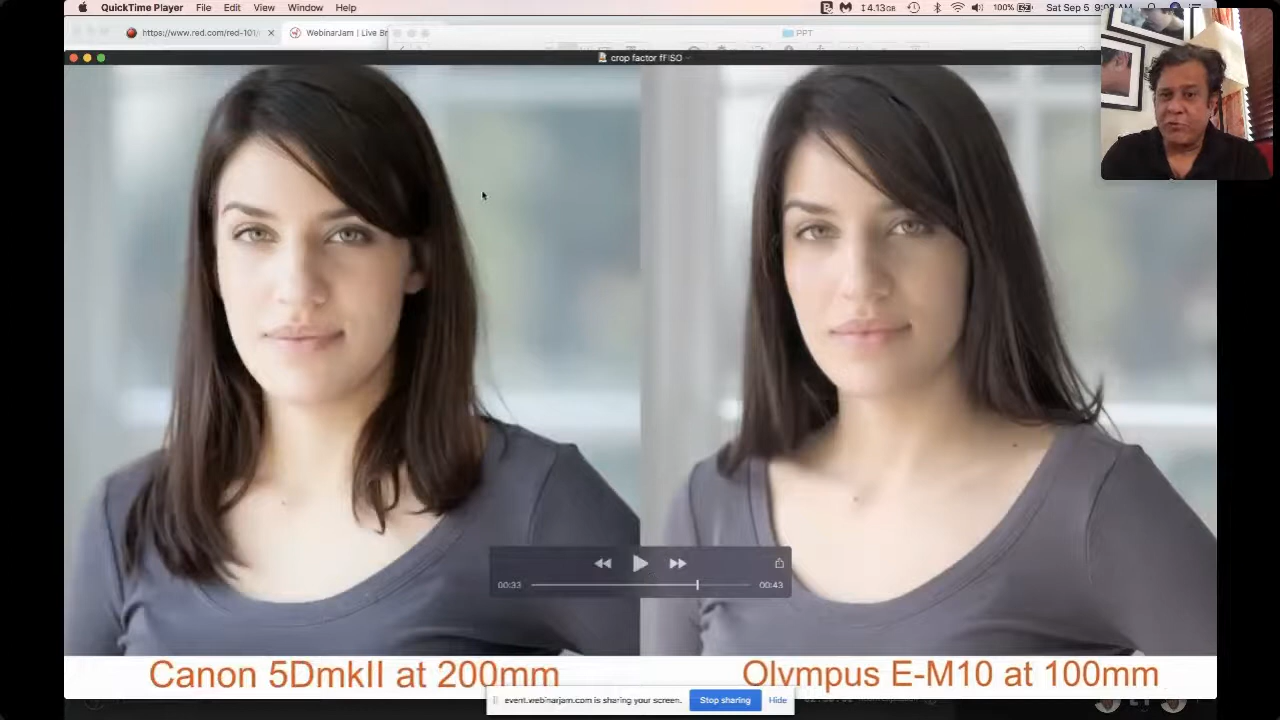 QuickTime Player File Edit View Window Help
100% Sat Sep 5
https://www.red.com/red-101/
WebinarJam | Live Br
PPT
crop factor fF ISO
00:33
00:43
Canon 5DmkII at 200mm
Olympus E-M10 at 100mm
event.webinarjam.com is sharing your screen.
Stop sharing
Hide